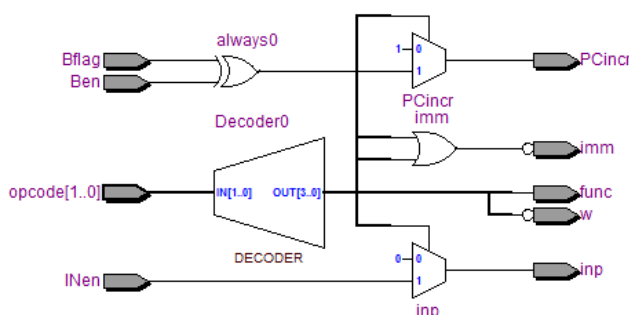 always0
Bflag
Ben
1 0
1
PCincr
PCincr
imm
imm
Decoder0
opcode[1..0]
IN[1..0] OUT[3..0]
func
w
DECODER
INen
0 0
1
inp
inp